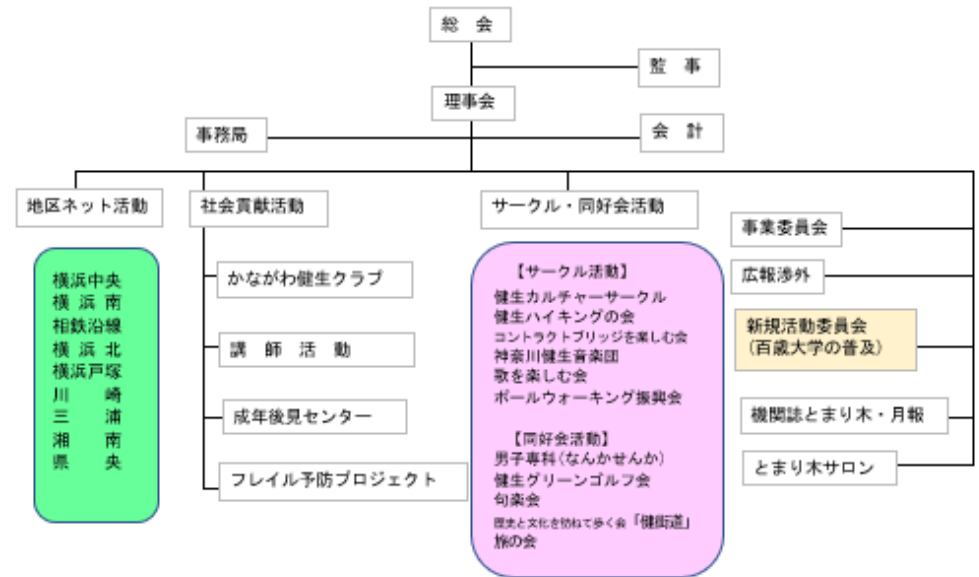 総 会
監 事
理事会
事務局
会 計
地区ネット活動
社会貢献活動
サークル・同好会活動
横浜中央
横 浜 南
相鉄沿線
横 浜 北
横浜戸塚
川 崎
三 浦
湘 南
県 央
かながわ健生クラブ
講 師 活 動
成年後見センター
フレイル予防プロジェクト
【サークル活動】
健生カルチャーサークル
健生ハイキングの会
コントラクトブリッジを楽しむ会
神奈川健生音楽団
歌を楽しむ会
ポールウォーキング振興会
【同好会活動】
男子専科(なんかせんか)
健生グリーンゴルフ会
句楽会
歴史と文化を訪ねて歩く会「健街道」
旅の会
事業委員会
広報渉外
新規活動委員会
(百歳大学の普及)
機関誌とまり木・月報
とまり木サロン